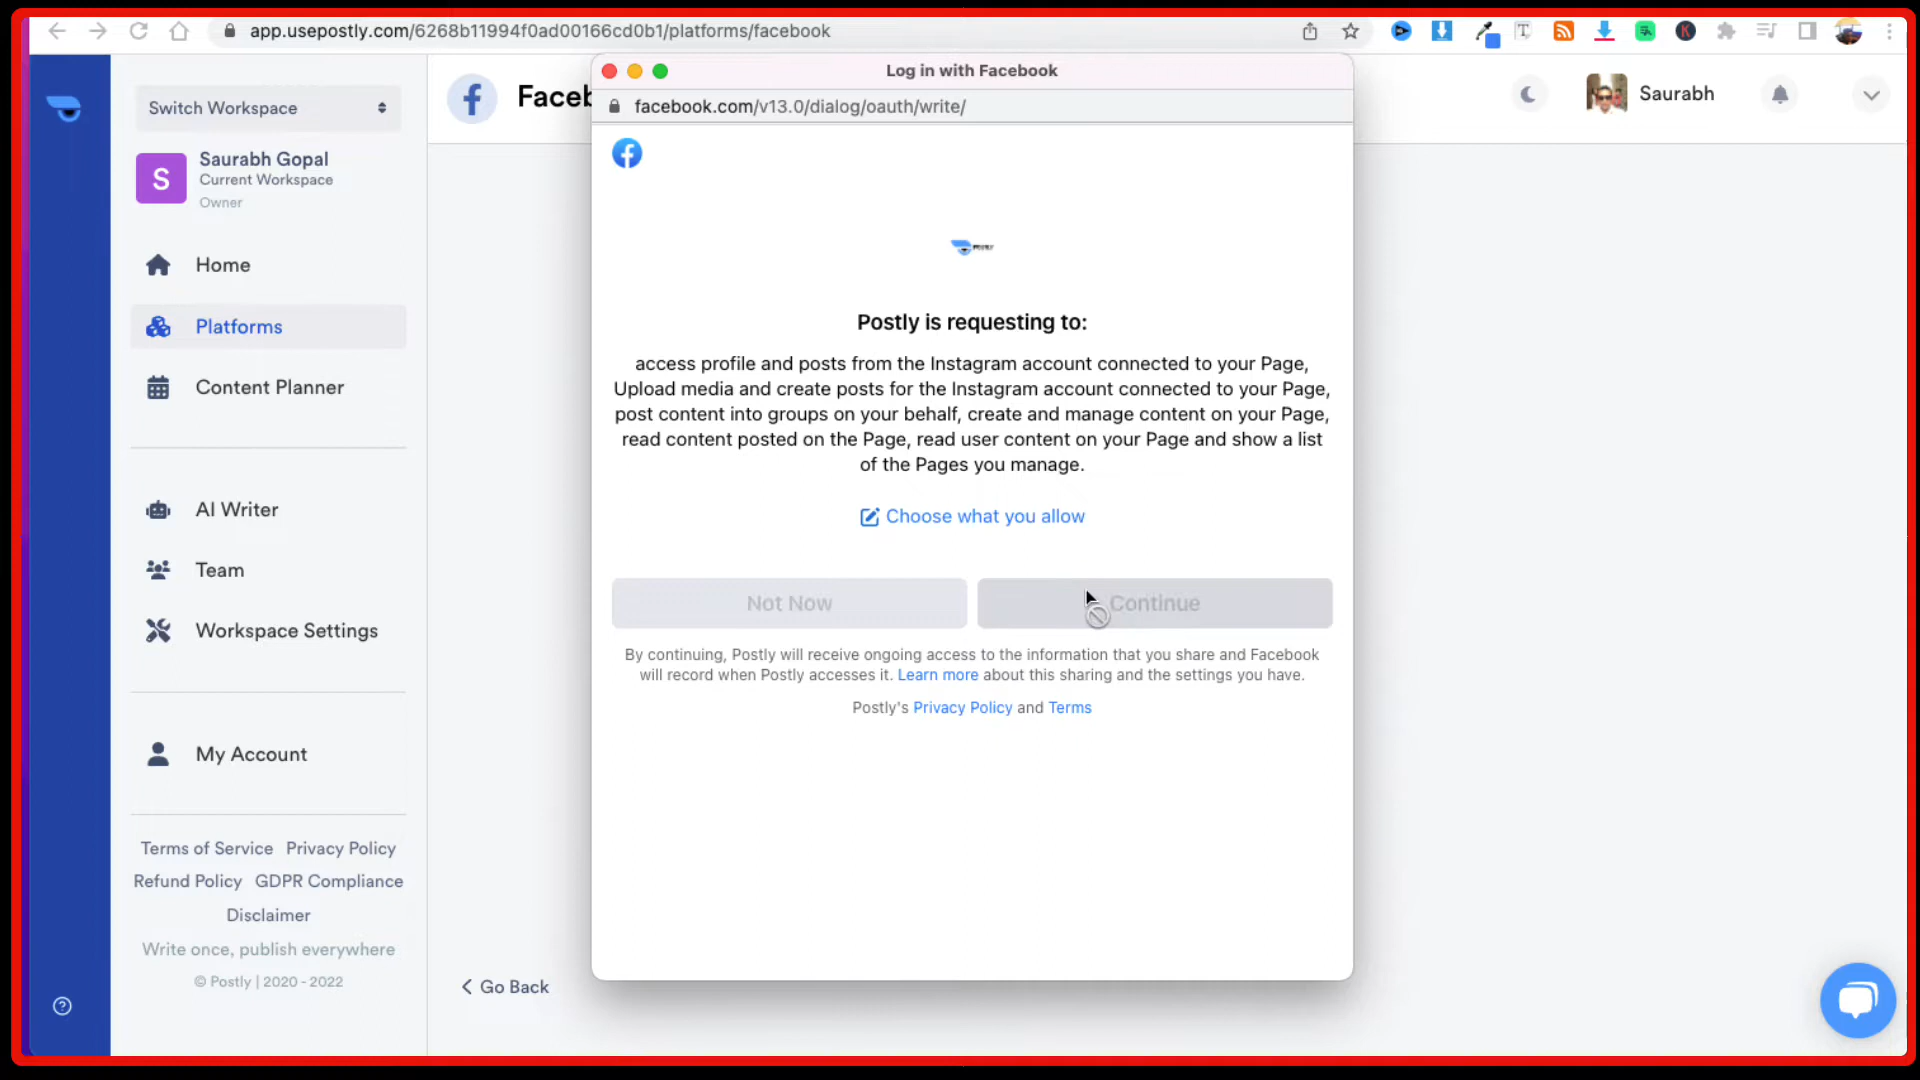 app.usepostly.com/6268b11994f0ad00166cd0b1/platforms/facebook
Switch Workspace
S
Saurabh Gopal
Current Workspace
Owner
Home
Platforms
Content Planner
AI Writer
Team
Workspace Settings
My Account
Terms of Service Privacy Policy
Refund Policy GDPR Compliance
Disclaimer
Write once, publish everywhere
© Postly | 2020 - 2022
Faceb
Saurabh
Go Back
Log in with Facebook
facebook.com/v13.0/dialog/oauth/write/
Postly is requesting to:
access profile and posts from the Instagram account connected to your Page,
Upload media and create posts for the Instagram account connected to your Page,
post content into groups on your behalf, create and manage content on your Page,
read content posted on the Page, read user content on your Page and show a list
of the Pages you manage.
Choose what you allow
Not Now
Continue
By continuing, Postly will receive ongoing access to the information that you share and Facebook
will record when Postly accesses it. Learn more about this sharing and the settings you have.
Postly's Privacy Policy and Terms